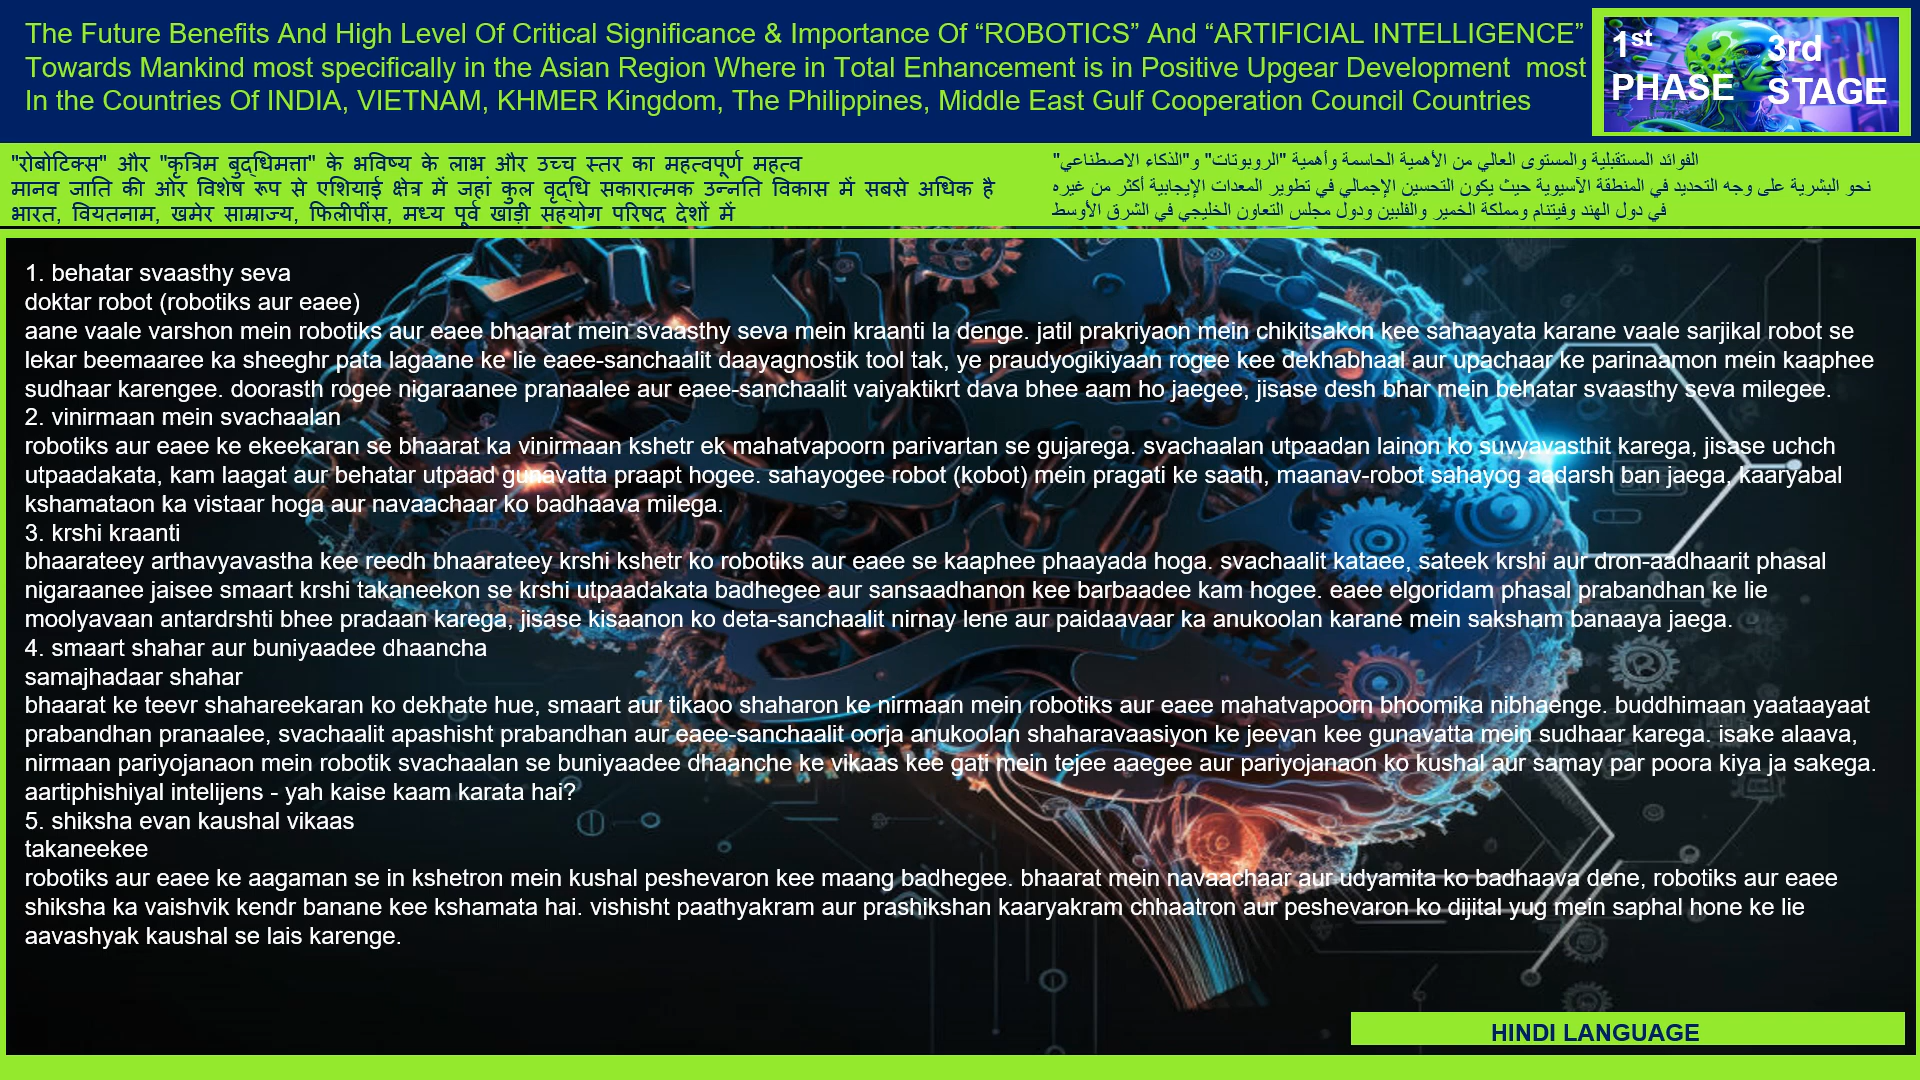 The Future Benefits And High Level Of Critical Significance & Importance Of “ROBOTICS” And “ARTIFICIAL INTELLIGENCE”
Towards Mankind most specifically in the Asian Region Where in Total Enhancement is in Positive Upgear Development  most
In the Countries Of INDIA, VIETNAM, KHMER Kingdom, The Philippines, Middle East Gulf Cooperation Council Countries
1st
PHASE
3rd
STAGE
"रोबोटिक्स" और "कृत्रिम बुद्धिमत्ता" के भविष्य के लाभ और उच्च स्तर का महत्वपूर्ण महत्व
मानव जाति की ओर विशेष रूप से एशियाई क्षेत्र में जहां कुल वृद्धि सकारात्मक उन्नति विकास में सबसे अधिक है
भारत, वियतनाम, खमेर साम्राज्य, फिलीपींस, मध्य पूर्व खाड़ी सहयोग परिषद देशों में
الفوائد المستقبلية والمستوى العالي من الأهمية الحاسمة وأهمية "الروبوتات" و"الذكاء الاصطناعي"
نحو البشرية على وجه التحديد في المنطقة الآسيوية حيث يكون التحسين الإجمالي في تطوير المعدات الإيجابية أكثر من غيره
في دول الهند وفيتنام ومملكة الخمير والفلبين ودول مجلس التعاون الخليجي في الشرق الأوسط
1. behatar svaasthy seva
doktar robot (robotiks aur eaee)
aane vaale varshon mein robotiks aur eaee bhaarat mein svaasthy seva mein kraanti la denge. jatil prakriyaon mein chikitsakon kee sahaayata karane vaale sarjikal robot se
lekar beemaaree ka sheeghr pata lagaane ke lie eaee-sanchaalit daayagnostik tool tak, ye praudyogikiyaan rogee kee dekhabhaal aur upachaar ke parinaamon mein kaaphee
sudhaar karengee. doorasth rogee nigaraanee pranaalee aur eaee-sanchaalit vaiyaktikrt dava bhee aam ho jaegee, jisase desh bhar mein behatar svaasthy seva milegee.
2. vinirmaan mein svachaalan
robotiks aur eaee ke ekeekaran se bhaarat ka vinirmaan kshetr ek mahatvapoorn parivartan se gujarega. svachaalan utpaadan lainon ko suvyavasthit karega, jisase uchch
utpaadakata, kam laagat aur behatar utpaad gunavatta praapt hogee. sahayogee robot (kobot) mein pragati ke saath, maanav-robot sahayog aadarsh ban jaega. kaaryabal
kshamataon ka vistaar hoga aur navaachaar ko badhaava milega.
3. krshi kraanti
bhaarateey arthavyavastha kee reedh bhaarateey krshi kshetr ko robotiks aur eaee se kaaphee phaayada hoga. svachaalit kataee, sateek krshi aur dron-aadhaarit phasal
nigaraanee jaisee smaart krshi takaneekon se krshi utpaadakata badhegee aur sansaadhanon kee barbaadee kam hogee. eaee elgoridam phasal prabandhan ke lie
moolyavaan antardrshti bhee pradaan karega, jisase kisaanon ko deta-sanchaalit nirnay lene aur paidaavaar ka anukoolan karane mein saksham banaaya jaega.
4. smaart shahar aur buniyaadee dhaancha
samajhadaar shahar
bhaarat ke teevr shahareekaran ko dekhate hue, smaart aur tikaoo shaharon ke nirmaan mein robotiks aur eaee mahatvapoorn bhoomika nibhaenge. buddhimaan yaataayaat
prabandhan pranaalee, svachaalit apashisht prabandhan aur eaee-sanchaalit oorja anukoolan shaharavaasiyon ke jeevan kee gunavatta mein sudhaar karega. isake alaava,
nirmaan pariyojanaon mein robotik svachaalan se buniyaadee dhaanche ke vikaas kee gati mein tejee aaegee aur pariyojanaon ko kushal aur samay par poora kiya ja sakega.
aartiphishiyal intelijens - yah kaise kaam karata hai?
5. shiksha evan kaushal vikaas
takaneekee
robotiks aur eaee ke aagaman se in kshetron mein kushal peshevaron kee maang badhegee. bhaarat mein navaachaar aur udyamita ko badhaava dene, robotiks aur eaee
shiksha ka vaishvik kendr banane kee kshamata hai. vishisht paathyakram aur prashikshan kaaryakram chhaatron aur peshevaron ko dijital yug mein saphal hone ke lie
aavashyak kaushal se lais karenge.
HINDI LANGUAGE